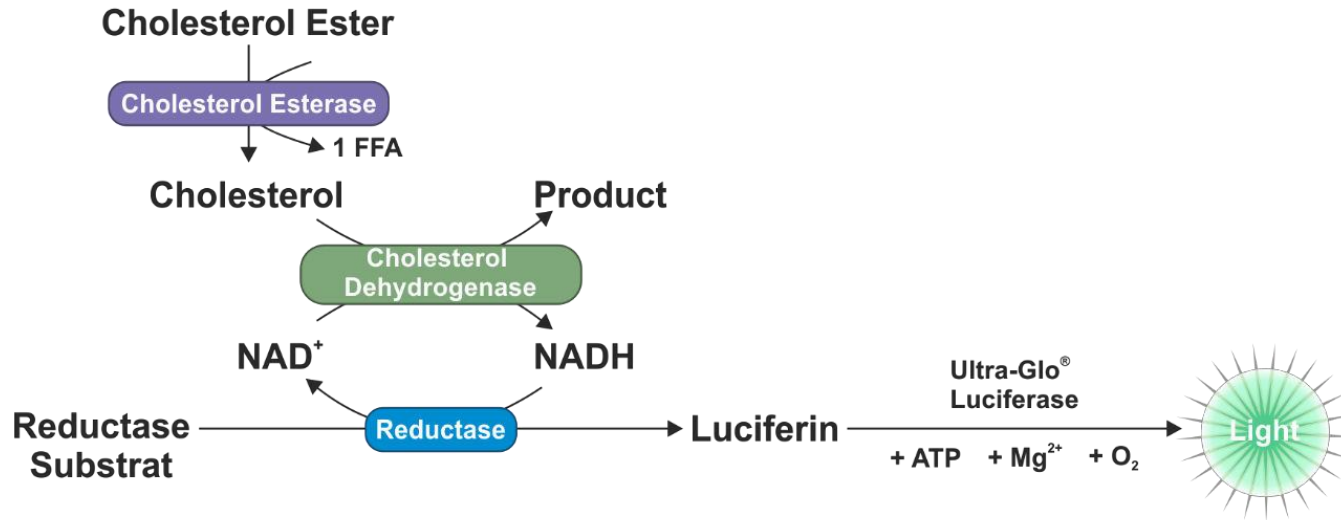 Cholesterol Ester
Cholesterol Esterase
1 FFA
Cholesterol
Product
Cholesterol
Dehydrogenase
NAD⁺
NADH
Ultra-Glo®
Luciferase
Reductase
Substrat
Reductase
Luciferin
Light
+ ATP + Mg²⁺ + O₂